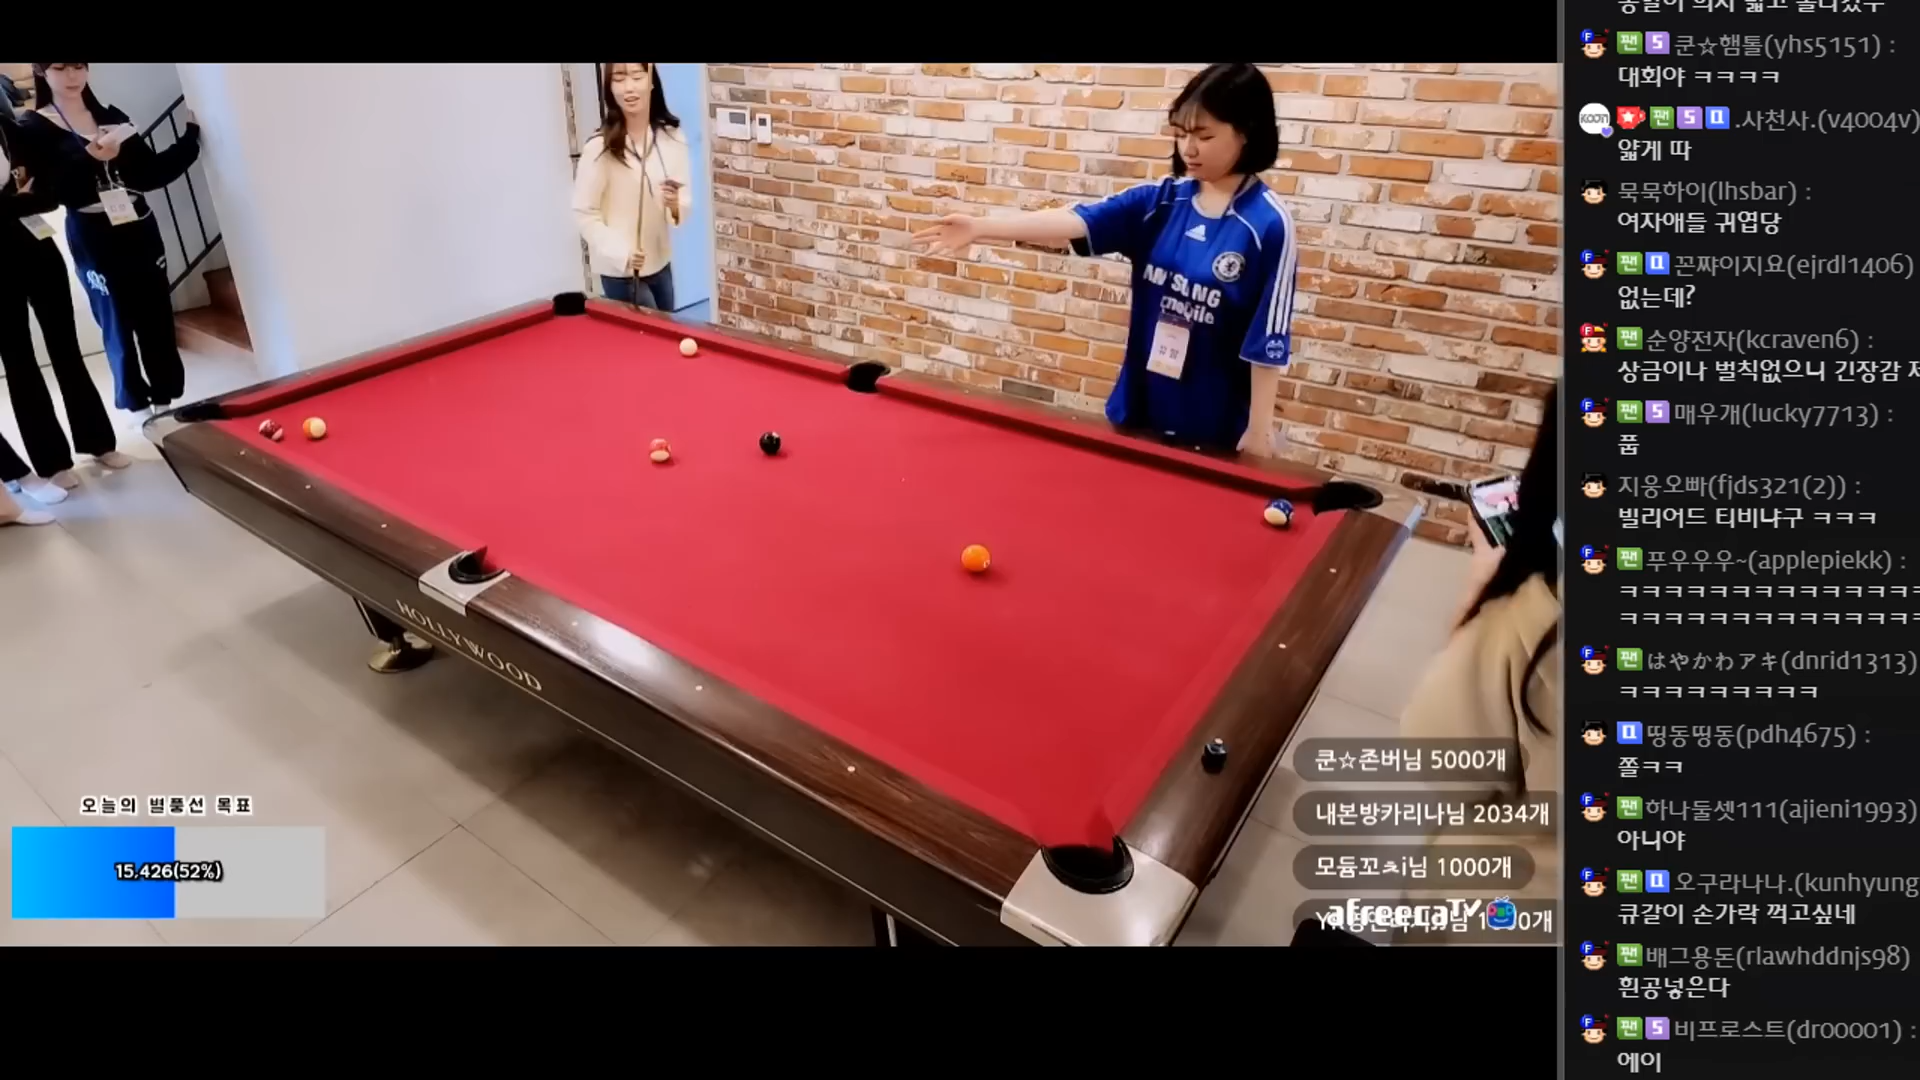 쿤☆햄톨(yhs5151) :
대회야 ㅋㅋㅋㅋ
.사천사.(v4004v)
얇게 따
묵묵하이(lhsbar) :
여자애들 귀엽당
꼰쨔이지요(ejrdl1406)
없는데?
순양전자(kcraven6) :
상금이나 벌칙없으니 긴장감
매우개(lucky7713) :
풉
지웅오빠(fjds321(2)) :
빌리어드 티비냐구 ㅋㅋㅋ
푸우우우~(applepiekk) :
ㅋㅋㅋㅋㅋㅋㅋㅋㅋㅋㅋㅋㅋ
ㅋㅋㅋㅋㅋㅋㅋㅋㅋㅋㅋㅋㅋ
はやかわアキ(dnrid1313)
ㅋㅋㅋㅋㅋㅋㅋㅋㅋ
띵동띵동(pdh4675) :
쫄ㅋㅋ
하나둘셋111(ajieni1993)
아니야
오구라나나.(kunhyung
큐갈이 손가락 꺽고싶네
배그용돈(rlawhddnjs98)
흰공넣은다
비프로스트(dr00001) :
에이
SAMSUNG
mobile
HOLLYWOOD
오늘의 별풍선 목표
15,426(52%)
쿤☆존버님 5000개
내본방카리나님 2034개
모듐꼬ㅊi님 1000개
afreecaTV